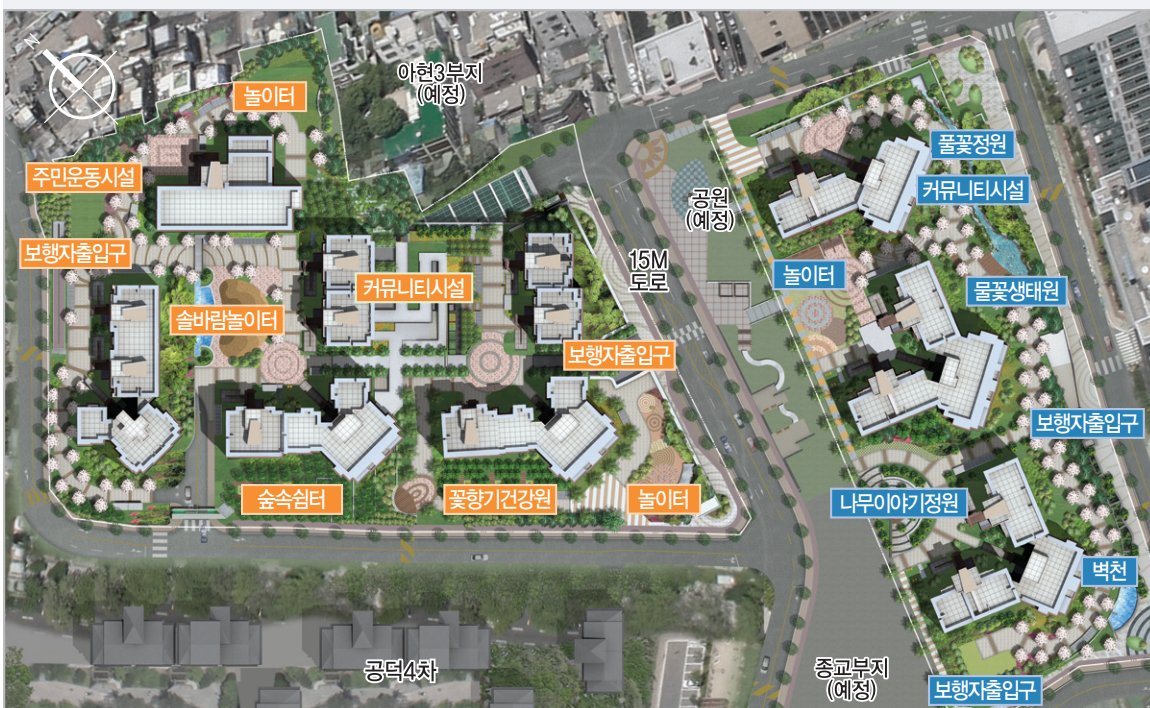 N
아현3부지
(예정)
놀이터
주민운동시설
보행자출입구
솔바람놀이터
커뮤니티시설
보행자출입구
숲속쉼터
꽃향기건강원
놀이터
15M
도로
공원
(예정)
풀꽃정원
커뮤니티시설
놀이터
물꽃생태원
보행자출입구
나무이야기정원
벽천
공덕4차
종교부지
(예정)
보행자출입구